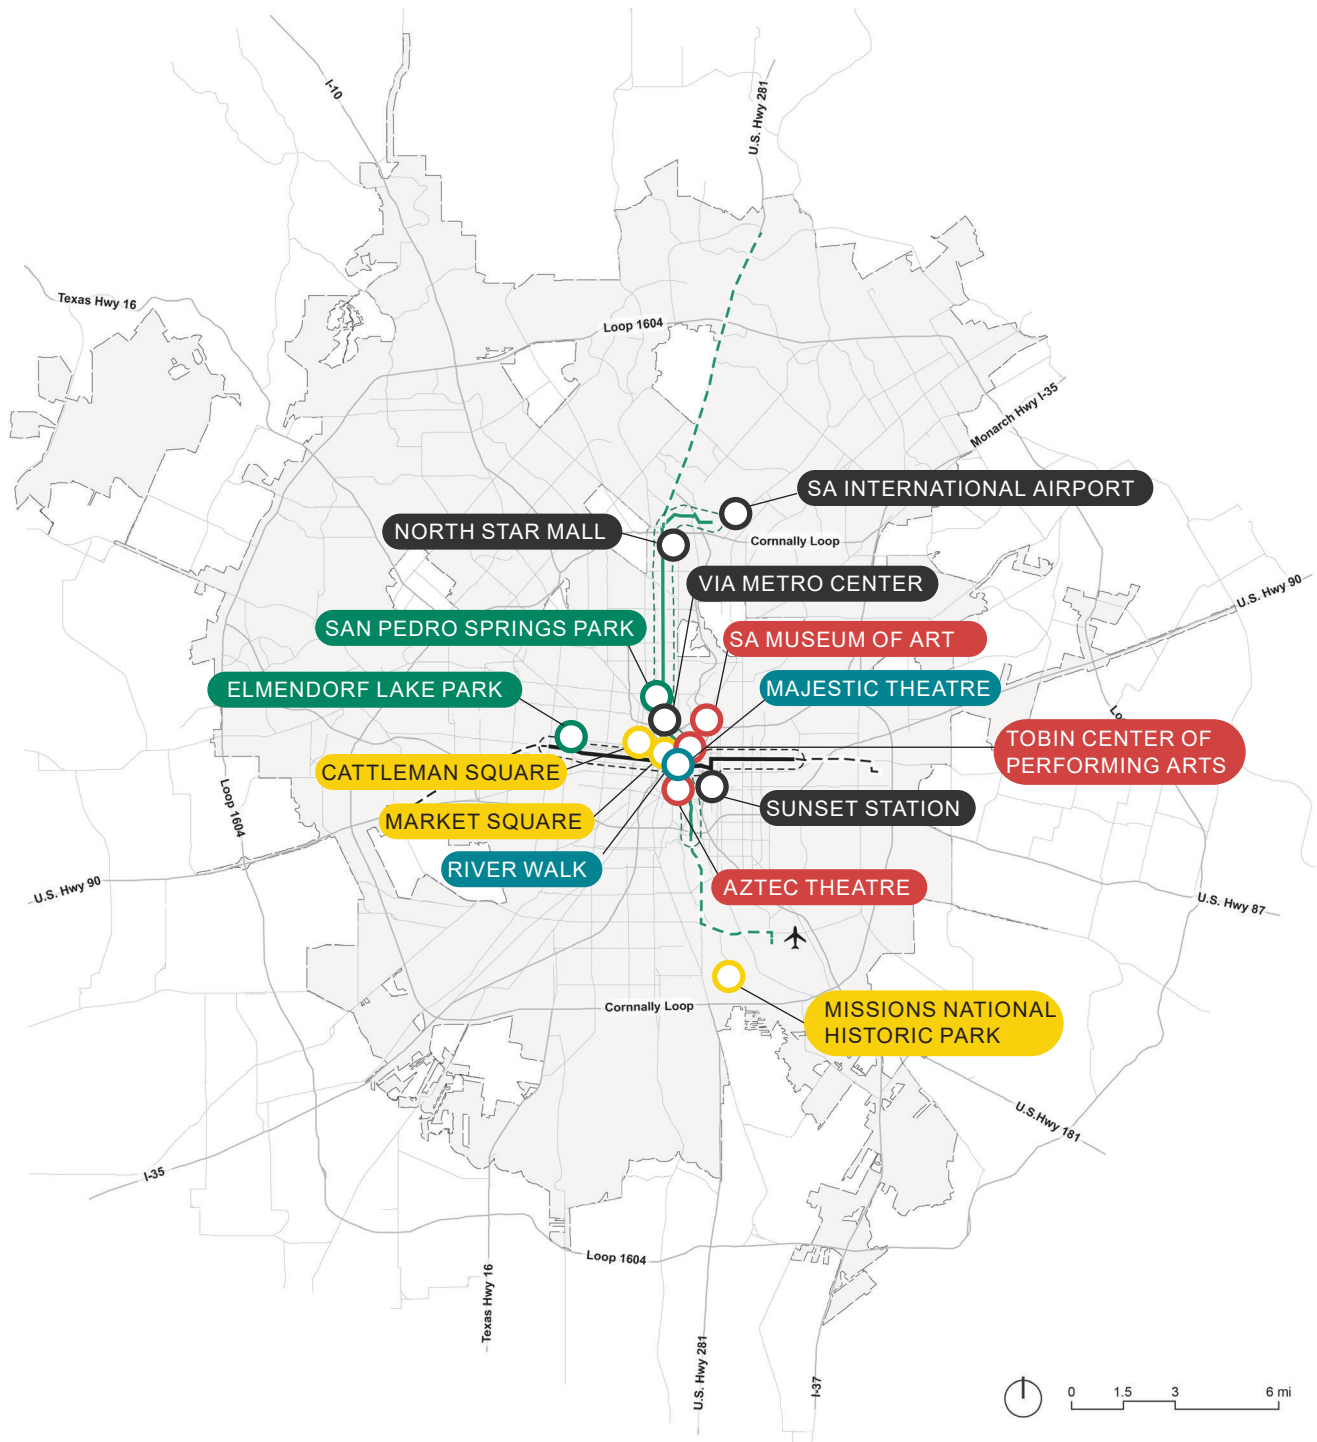 I-10
U.S. Hwy 281
Texas Hwy 16
Loop 1604
Monarch Hwy I-35
SA INTERNATIONAL AIRPORT
NORTH STAR MALL
Cornnally Loop
VIA METRO CENTER
U.S. Hwy 90
SAN PEDRO SPRINGS PARK
SA MUSEUM OF ART
ELMENDORF LAKE PARK
MAJESTIC THEATRE
Lo
TOBIN CENTER OF
PERFORMING ARTS
CATTLEMAN SQUARE
Loop 1604
MARKET SQUARE
SUNSET STATION
RIVER WALK
U.S. Hwy 90
AZTEC THEATRE
U.S. Hwy 87
Cornnally Loop
MISSIONS NATIONAL
HISTORIC PARK
U.S.Hwy 181
I-35
Loop 1604
Texas Hwy 16
U.S. Hwy 281
I-37
0 1.5 3 6 mi